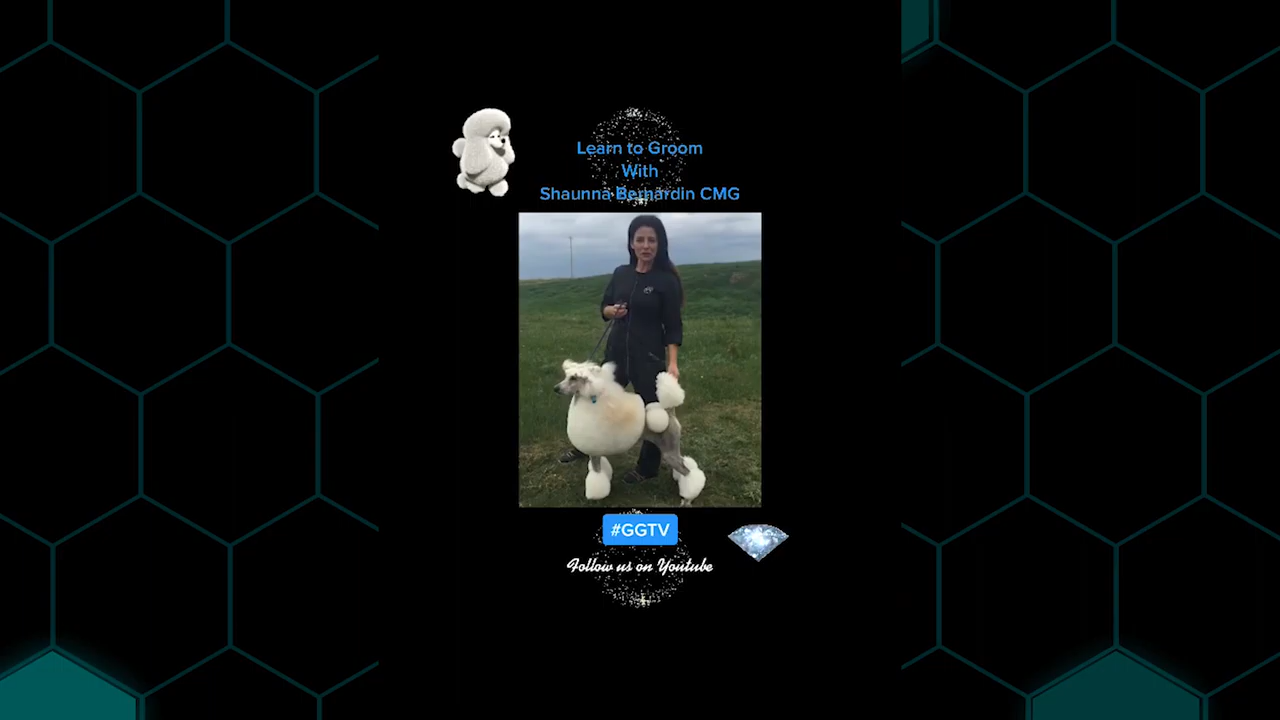 Learn to Groom
With
Shaunna Bernardin CMG
#GGTV
Follow us on Youtube